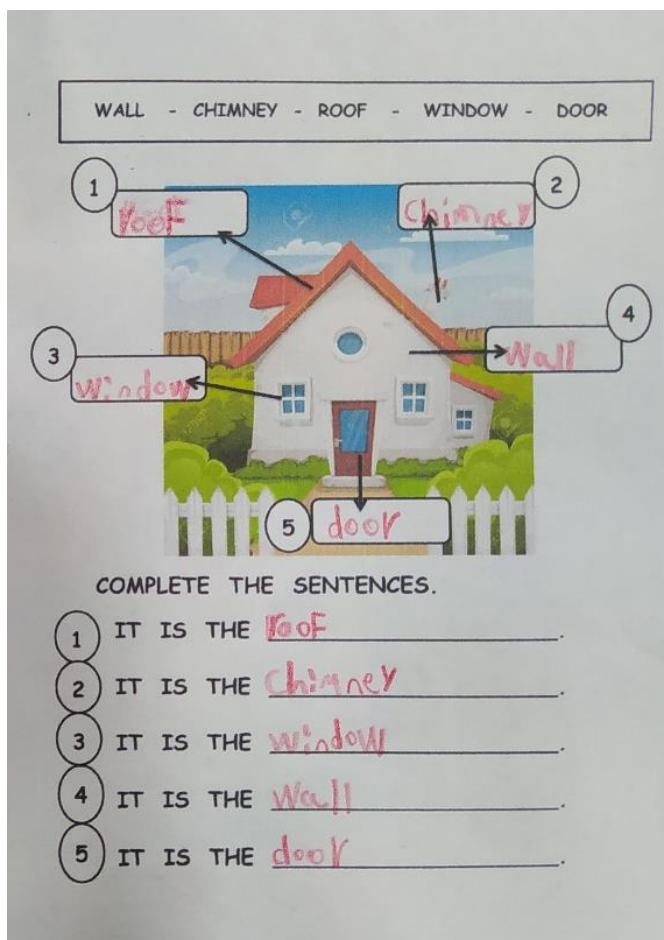 WALL - CHIMNEY - ROOF - WINDOW - DOOR
1
2
rooF
Chimney
4
3
Wall
window
5
door
COMPLETE THE SENTENCES.
1 IT IS THE rooF.
2 IT IS THE Chimney.
3 IT IS THE window.
4 IT IS THE Wall.
5 IT IS THE door.